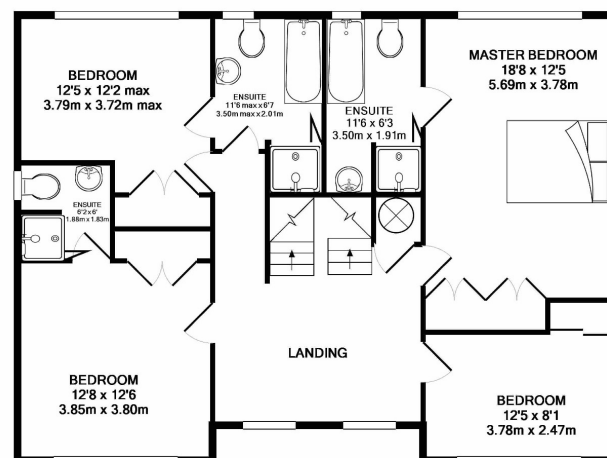 BEDROOM
12'5 x 12'2 max
3.79m x 3.72m max
ENSUITE
11'6 max x6'7
3.50m max x2.01m
ENSUITE
11'6 x 6'3
3.50m x 1.91m
MASTER BEDROOM
18'8 x 12'5
5.69m x 3.78m
ENSUITE
6'2 x6'
1.88m x 1.83m
LANDING
BEDROOM
12'8 x 12'6
3.85m x 3.80m
BEDROOM
12'5 x 8'1
3.78m x 2.47m